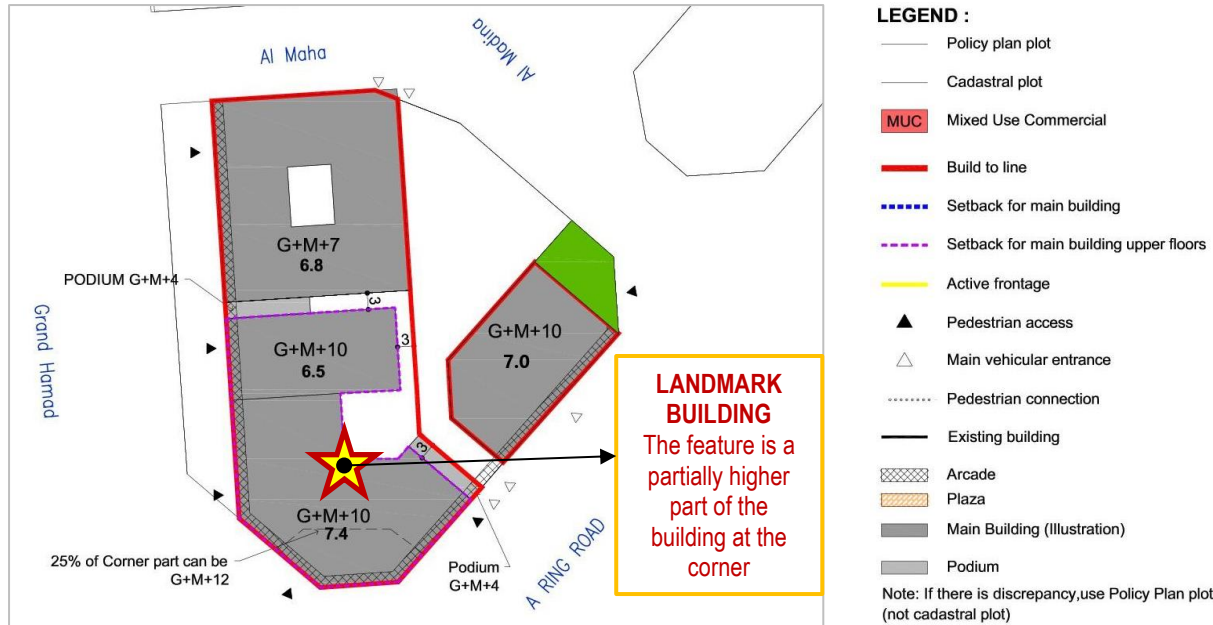 Al Maha
Al Madina
G+M+7
6.8
PODIUM G+M+4
3
3
G+M+10
6.5
Grand Hamad
G+M+10
7.0
3
G+M+10
7.4
25% of Corner part can be
G+M+12
Podium
G+M+4
A RING ROAD
LANDMARK
BUILDING
The feature is a
partially higher
part of the
building at the
corner
LEGEND :
Policy plan plot
Cadastral plot
MUC Mixed Use Commercial
Build to line
Setback for main building
Setback for main building upper floors
Active frontage
Pedestrian access
Main vehicular entrance
Pedestrian connection
Existing building
Arcade
Plaza
Main Building (Illustration)
Podium
Note: If there is discrepancy,use Policy Plan plot
(not cadastral plot)